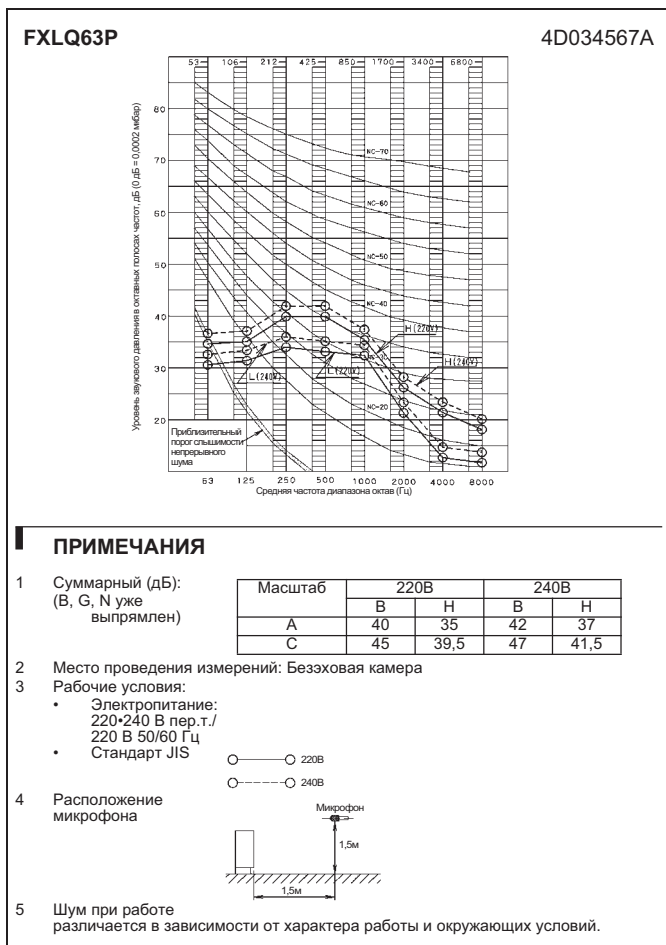 FXLQ63P 4D034567A
53 106 212 425 850 1700 3400 6800
Уровень звукового давления в октавных полосах частот, дБ (0 дБ = 0,0002 мкбар)
80
70
60
50
40
30
20
NC-70
NC-60
NC-50
NC-40
NC-30
NC-20
H(220V)
H(240V)
L(240V)
L(220V)
Приблизительный
порог слышимости
непрерывного
шума
63 125 250 500 1000 2000 4000 8000
Средняя частота диапазона октав (Гц)
ПРИМЕЧАНИЯ
1 Суммарный (дБ):
(B, G, N уже
выпрямлен)
Масштаб 220В 240В
В Н В Н
A 40 35 42 37
C 45 39,5 47 41,5
2 Место проведения измерений: Безэховая камера
3 Рабочие условия:
• Электропитание:
220•240 В пер.т./
220 В 50/60 Гц
• Стандарт JIS
220В
240В
4 Расположение
микрофона
Микрофон
1,5м
1,5м
5 Шум при работе
различается в зависимости от характера работы и окружающих условий.